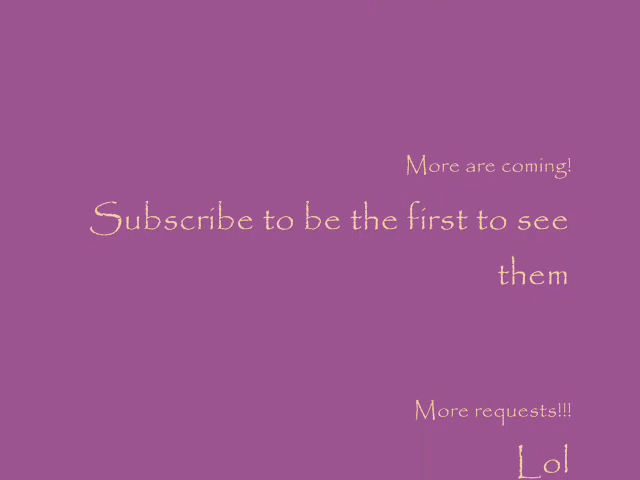 More are coming!
Subscribe to be the first to see
them
More requests!!!
Lol